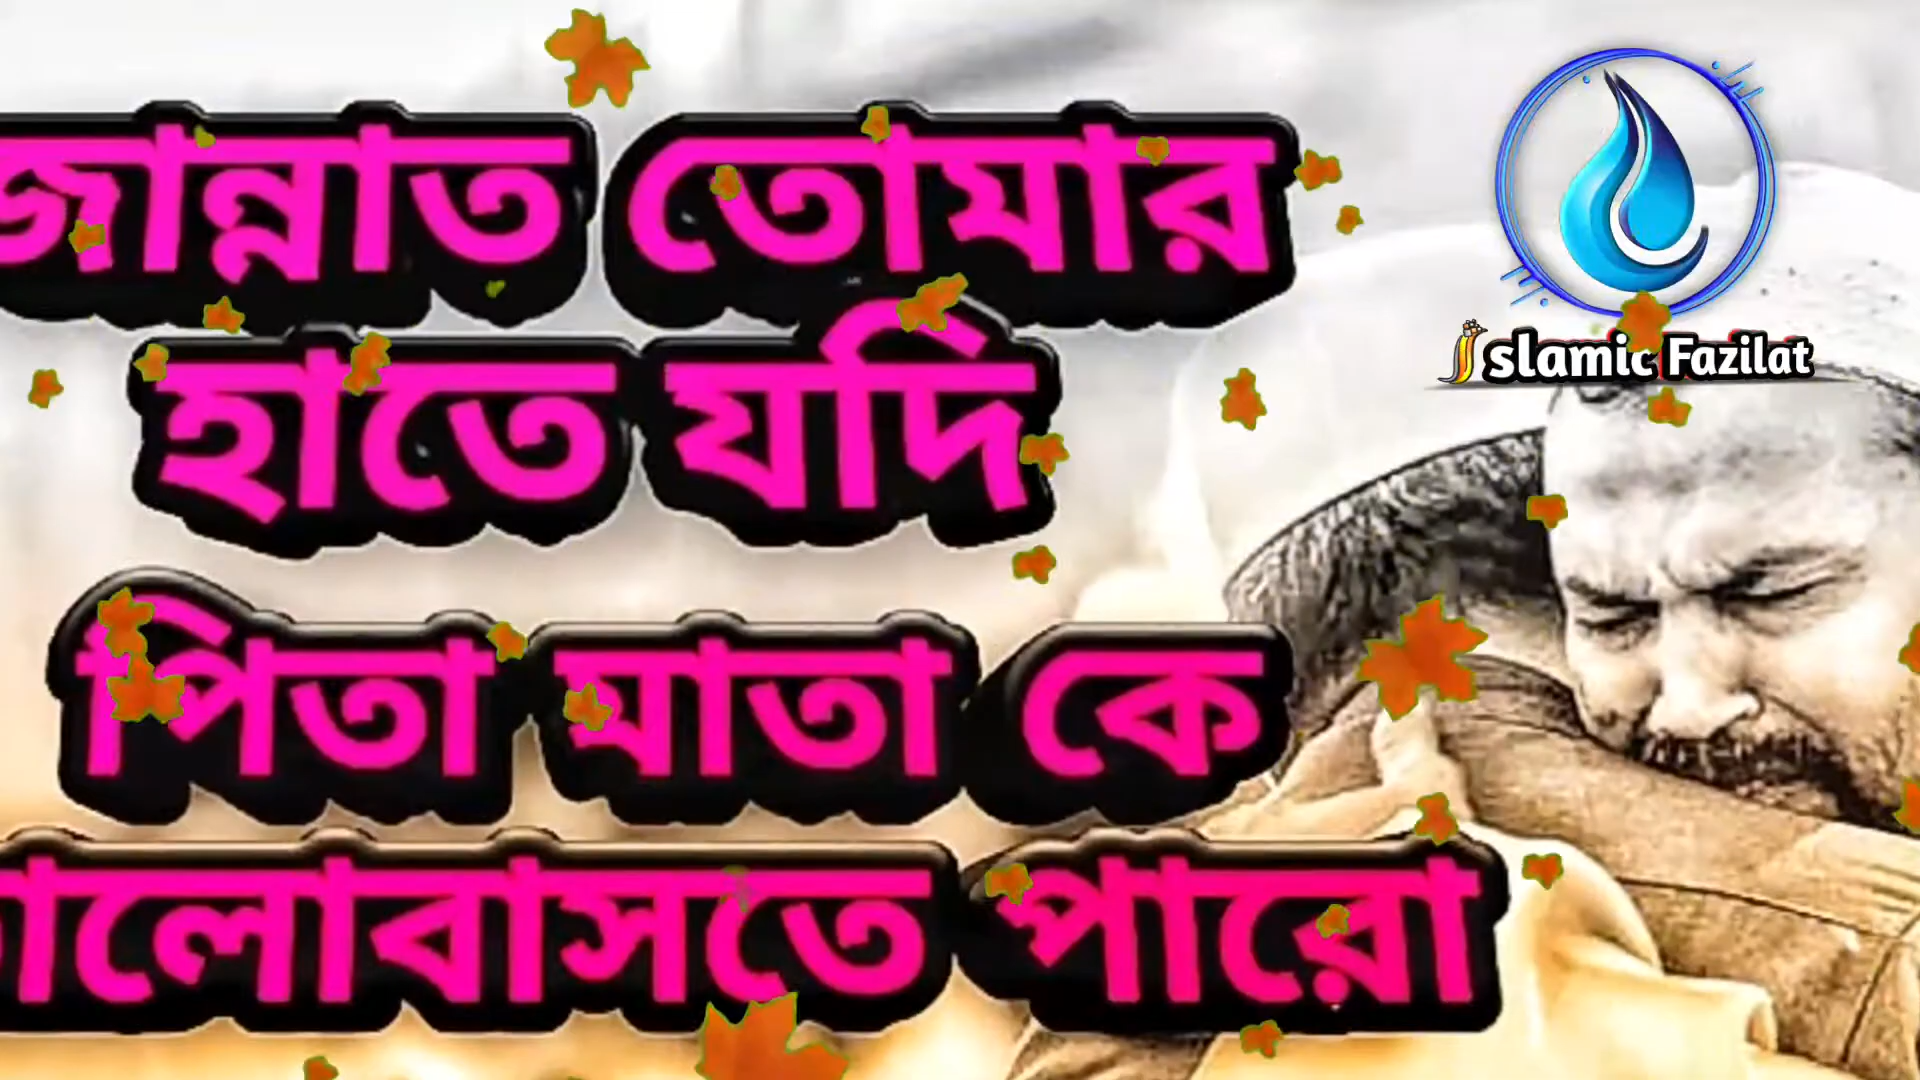 জান্নাত তোমার
হাতে যদি
পিতা মাতা কে
ভালোবাসতে পারো
Islamic Fazilat